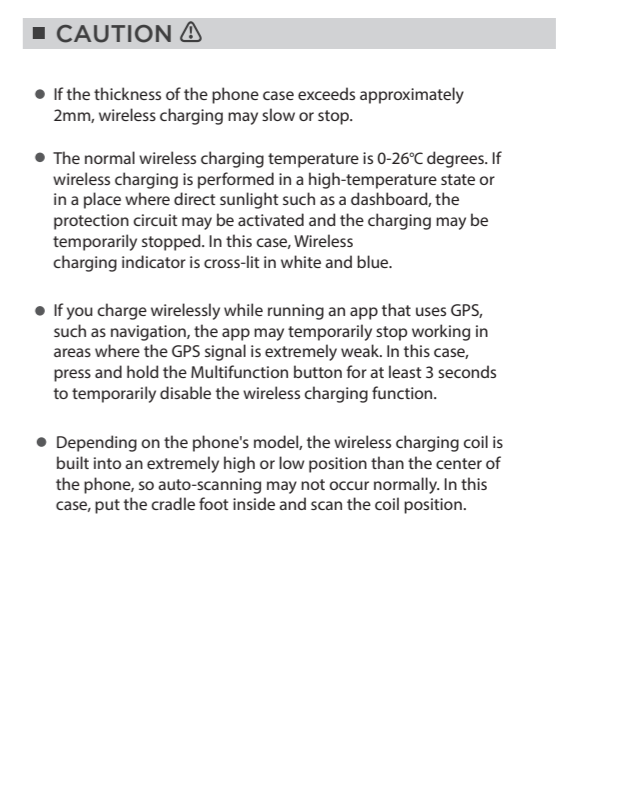 ■ CAUTION ⚠
● If the thickness of the phone case exceeds approximately
2mm, wireless charging may slow or stop.
● The normal wireless charging temperature is 0-26℃ degrees. If
wireless charging is performed in a high-temperature state or
in a place where direct sunlight such as a dashboard, the
protection circuit may be activated and the charging may be
temporarily stopped. In this case, Wireless
charging indicator is cross-lit in white and blue.
● If you charge wirelessly while running an app that uses GPS,
such as navigation, the app may temporarily stop working in
areas where the GPS signal is extremely weak. In this case,
press and hold the Multifunction button for at least 3 seconds
to temporarily disable the wireless charging function.
● Depending on the phone's model, the wireless charging coil is
built into an extremely high or low position than the center of
the phone, so auto-scanning may not occur normally. In this
case, put the cradle foot inside and scan the coil position.